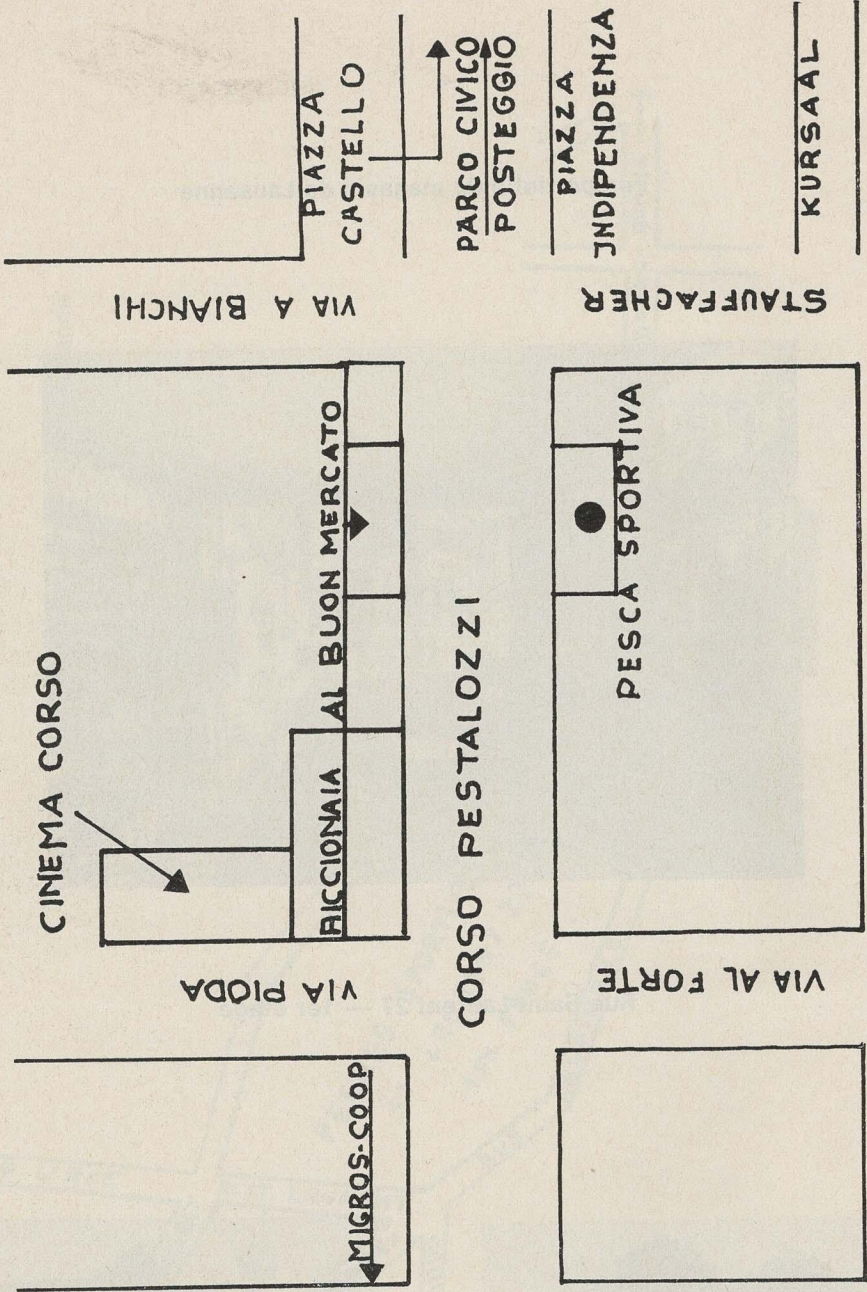 CINEMA CORSO
PIAZZA
CASTELLO
VIA PIODA
VIA A BIANCHI
RICCIONAIA
AL BUON MERCATO
MIGROS-COOP
PARCO CIVICO
POSTEGGIO
CORSO PESTALOZZI
PIAZZA
JNDIPENDENZA
PESCA SPORTIVA
VIA AL FORTE
STAUFFACHER
KURSAAL